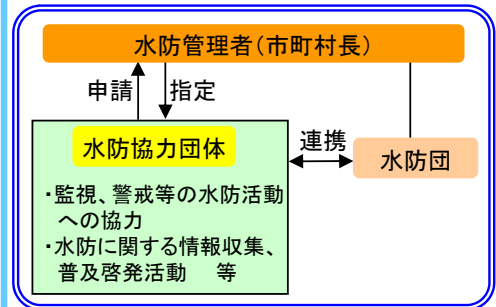 水防管理者(市町村長)
申請
指定
水防協力団体
連携
水防団
・監視、警戒等の水防活動
への協力
・水防に関する情報収集、
普及啓発活動　等